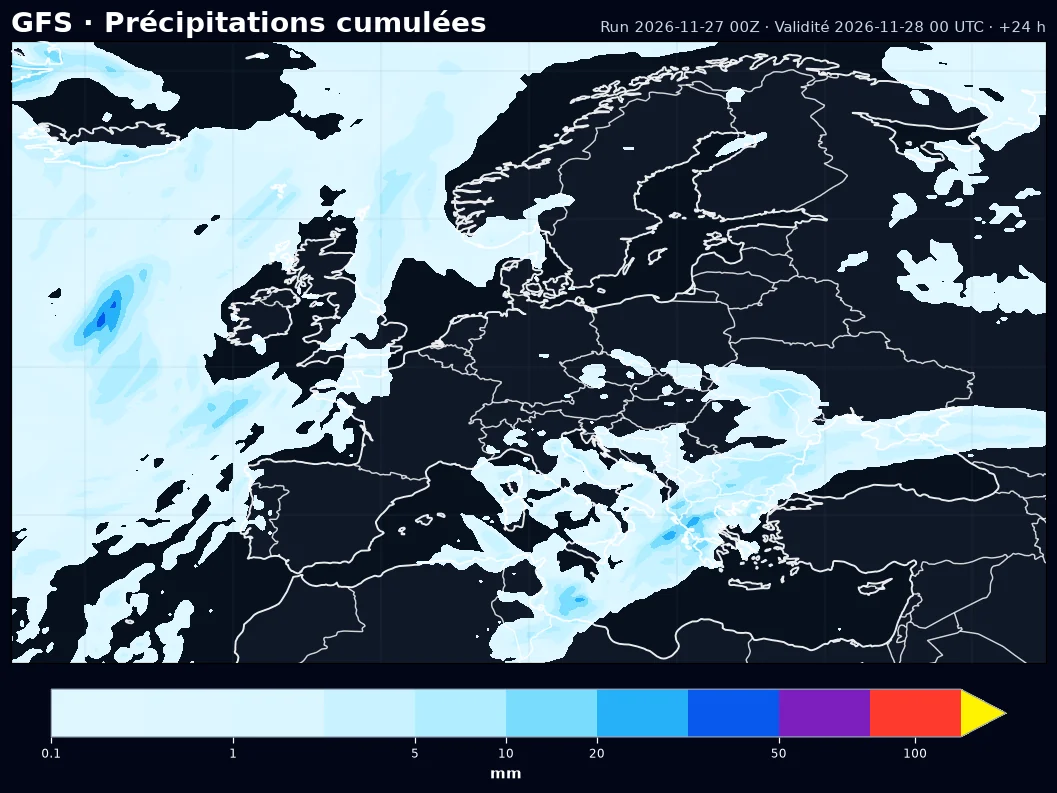 GFS · Précipitations cumulées
Run 2026-11-27 00Z · Validité 2026-11-28 00 UTC · +24 h
0.1 1 5 10 20 50 100
mm